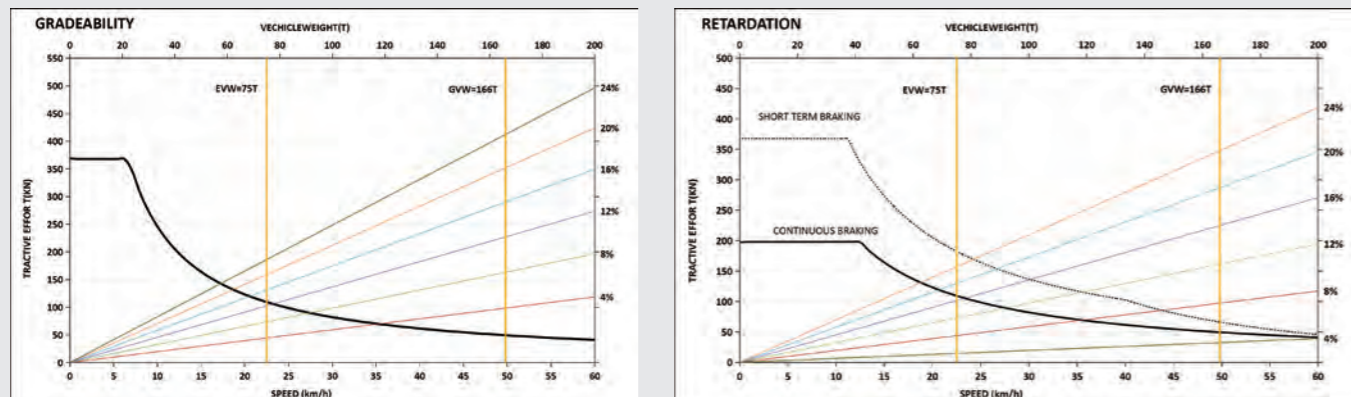 GRADEABILITY
VECHICLEWEIGHT(T)
0 20 40 60 80 100 120 140 160 180 200
550
500
450
400
350
300
250
200
150
100
50
0
TRACTIVE EFFOR T(KN)
EVW=75T
GVW=166T
24%
20%
16%
12%
8%
4%
0 5 10 15 20 25 30 35 40 45 50 55 60
SPEED (km/h)
RETARDATION
VECHICLEWEIGHT(T)
0 20 40 60 80 100 120 140 160 180 200
500
450
400
350
300
250
200
150
100
50
0
TRACTIVE EFFOR T(KN)
EVW=75T
GVW=166T
SHORT TERM BRAKING
CONTINUOUS BRAKING
24%
20%
16%
12%
8%
4%
0 5 10 15 20 25 30 35 40 45 50 55 60
SPEED (km/h)